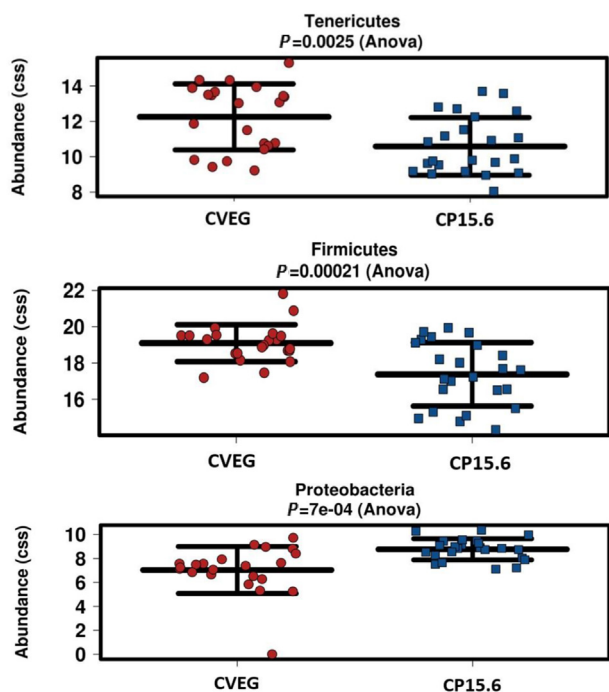 Tenericutes
P=0.0025 (Anova)
Abundance (css)
14
12
10
8
CVEG CP15.6
Firmicutes
P=0.00021 (Anova)
Abundance (css)
22
20
18
16
CVEG CP15.6
Proteobacteria
P=7e-04 (Anova)
Abundance (css)
10
8
6
4
2
0
CVEG CP15.6